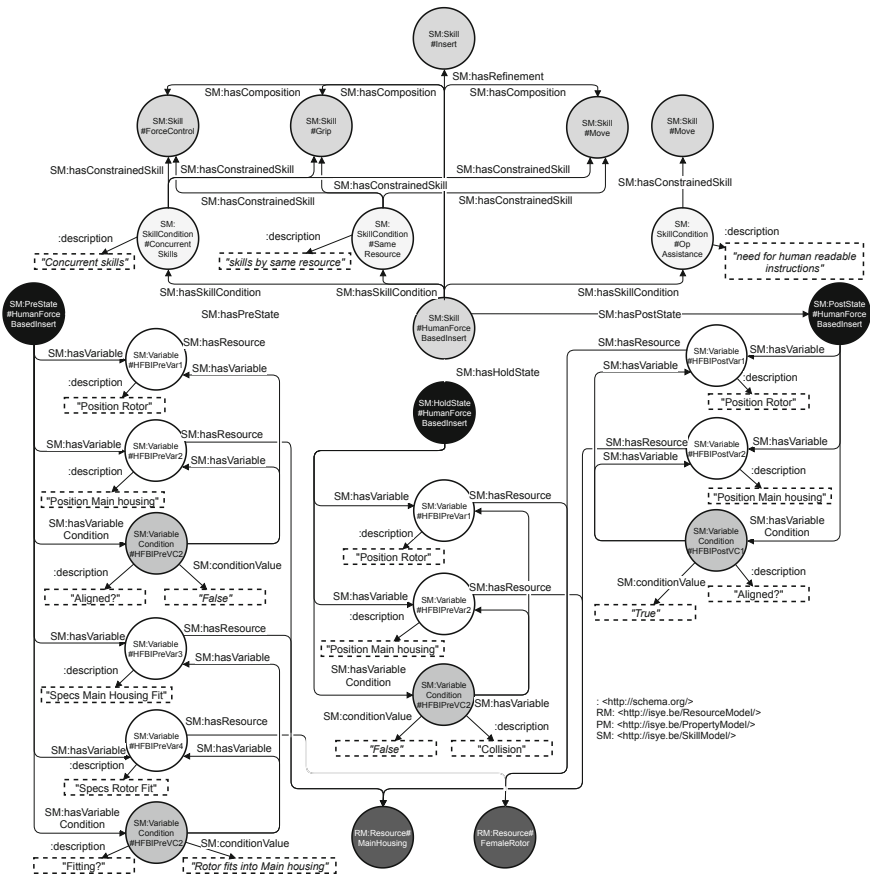 SM:Skill
#Insert
SM:hasRefinement
SM:hasComposition
SM:hasComposition
SM:hasComposition
SM:Skill
#ForceControl
SM:Skill
#Grip
SM:Skill
#Move
SM:Skill
#Move
SM:hasConstrainedSkill
SM:hasConstrainedSkill
SM:hasConstrainedSkill
SM:hasConstrainedSkill
SM:hasConstrainedSkill
SM:hasConstrainedSkill
SM:hasConstrainedSkill
:description
SM:
SkillCondition
#Concurrent
Skills
"Concurrent skills"
:description
SM:
SkillCondition
#Same
Resource
"skills by same resource"
SM:
SkillCondition
#Op
Assistance
:description
"need for human readable
instructions"
SM:hasSkillCondition
SM:hasSkillCondition
SM:hasSkillCondition
SM:PreState
#HumanForce
BasedInsert
SM:hasPreState
SM:Skill
#HumanForce
BasedInsert
SM:hasPostState
SM:PostState
#HumanForce
BasedInsert
SM:hasVariable
SM:Variable
#HFBIPreVar1
SM:hasResource
SM:hasVariable
:description
"Position Rotor"
SM:hasVariable
SM:Variable
#HFBIPreVar2
SM:hasResource
SM:hasVariable
:description
"Position Main housing"
SM:hasVariable
Condition
SM:Variable
Condition
#HFBIPreVC2
:description
"Aligned?"
"False"
SM:hasVariable
SM:Variable
#HFBIPreVar3
SM:hasResource
SM:hasVariable
:description
"Specs Main Housing Fit"
SM:hasVariable
SM:Variable
#HFBIPreVar4
SM:hasResource
SM:hasVariable
:description
"Specs Rotor Fit"
SM:hasVariable
Condition
SM:Variable
Condition
#HFBIPreVC2
:description
SM:conditionValue
"Fitting?"
"Rotor fits into Main housing"
SM:hasHoldState
SM:HoldState
#HumanForce
BasedInsert
SM:hasVariable
SM:Variable
#HFBIPreVar1
SM:hasResource
:description
"Position Rotor"
SM:hasVariable
SM:Variable
#HFBIPreVar2
SM:hasResource
:description
"Position Main housing"
SM:hasVariable
Condition
SM:Variable
Condition
#HFBIPreVC2
SM:hasVariable
SM:conditionValue
:description
"False"
"Collision"
SM:hasResource
SM:hasVariable
SM:Variable
#HFBIPostVar1
SM:hasVariable
:description
"Position Rotor"
SM:hasResource
SM:hasVariable
SM:Variable
#HFBIPostVar2
SM:hasVariable
:description
"Position Main housing"
SM:Variable
Condition
#HFBIPostVC1
SM:hasVariable
Condition
SM:conditionValue
:description
"True"
"Aligned?"
RM:Resource#
MainHousing
RM:Resource#
FemaleRotor
: <http://schema.org/>
RM: <http://isye.be/ResourceModel/>
PM: <http://isye.be/PropertyModel/>
SM: <http://isye.be/SkillModel/>